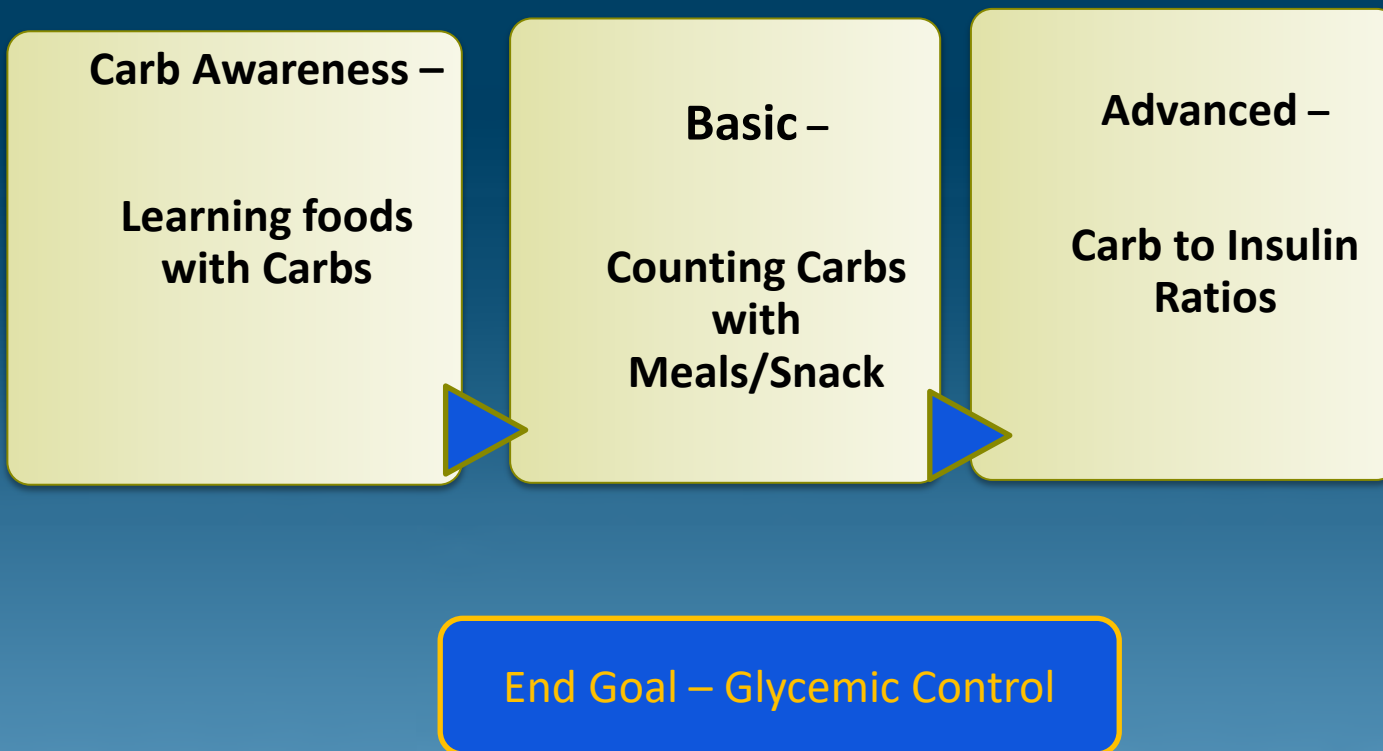 Carb Awareness –
Learning foods
with Carbs
Basic –
Counting Carbs
with
Meals/Snack
Advanced –
Carb to Insulin
Ratios
End Goal – Glycemic Control